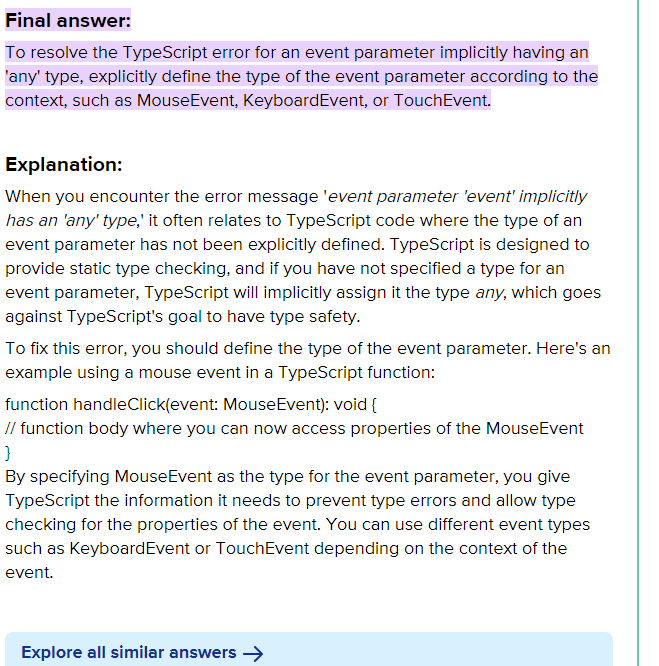 Final answer:
To resolve the TypeScript error for an event parameter implicitly having an
'any' type, explicitly define the type of the event parameter according to the
context, such as MouseEvent, KeyboardEvent, or TouchEvent.
Explanation:
When you encounter the error message 'event parameter 'event' implicitly
has an 'any' type,' it often relates to TypeScript code where the type of an
event parameter has not been explicitly defined. TypeScript is designed to
provide static type checking, and if you have not specified a type for an
event parameter, TypeScript will implicitly assign it the type any, which goes
against TypeScript's goal to have type safety.
To fix this error, you should define the type of the event parameter. Here's an
example using a mouse event in a TypeScript function:
function handleClick(event: MouseEvent): void {
// function body where you can now access properties of the MouseEvent
}
By specifying MouseEvent as the type for the event parameter, you give
TypeScript the information it needs to prevent type errors and allow type
checking for the properties of the event. You can use different event types
such as KeyboardEvent or TouchEvent depending on the context of the
event.
Explore all similar answers →